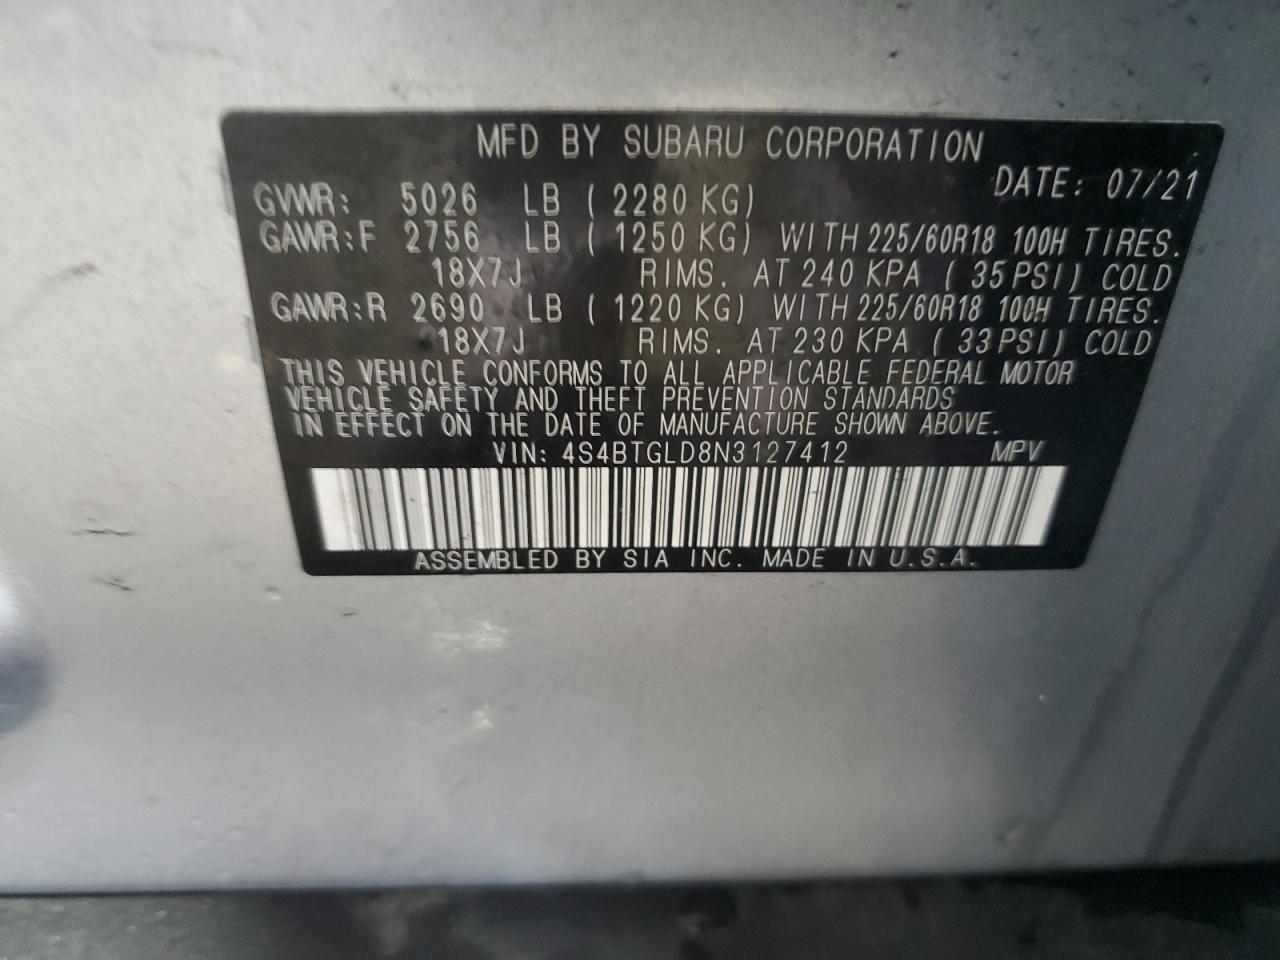 MFD BY SUBARU CORPORATION
DATE: 07/21
GVWR: 5026 LB ( 2280 KG)
GAWR:F 2756 LB ( 1250 KG) WITH 225/60R18 100H TIRES.
18X7J RIMS. AT 240 KPA ( 35 PSI) COLD
GAWR:R 2690 LB ( 1220 KG) WITH 225/60R18 100H TIRES.
18X7J RIMS. AT 230 KPA ( 33 PSI) COLD
THIS VEHICLE CONFORMS TO ALL APPLICABLE FEDERAL MOTOR
VEHICLE SAFETY AND THEFT PREVENTION STANDARDS
IN EFFECT ON THE DATE OF MANUFACTURE SHOWN ABOVE.
VIN: 4S4BTGLD8N3127412 MPV
ASSEMBLED BY SIA INC. MADE IN U.S.A.